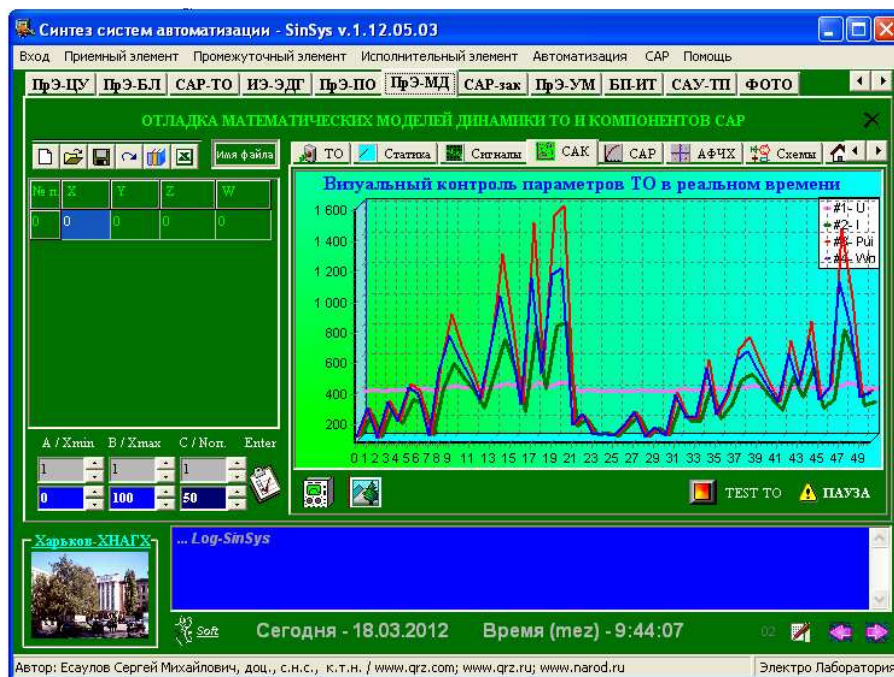 Синтез систем автоматизации - SinSys v.1.12.05.03
Вход Приемный элемент Промежуточный элемент Исполнительный элемент Автоматизация САР Помощь
ПрЭ-ЦУ ПрЭ-БЛ САР-ТО ИЭ-ЭДГ ПрЭ-ПО ПрЭ-МД САР-зак ПрЭ-УМ БП-ИТ САУ-ТП ФОТО
ОТЛАДКА МАТЕМАТИЧЕСКИХ МОДЕЛЕЙ ДИНАМИКИ ТО И КОМПОНЕНТОВ САР
Имя файла
ТО Статика Сигналы САК САР АФЧХ Схемы
№ п. X Y Z W
0 0 0 0 0
Визуальный контроль параметров ТО в реальном времени
#1- U
#2- I
#3- Pui
#4- Wo
1 600
1 400
1 200
1 000
800
600
400
200
0 1 2 3 4 5 6 7 8 9 11 13 15 17 19 21 23 25 27 29 31 33 35 37 39 41 43 45 47 49
A / Xmin B / Xmax C / Nоп. Enter
1 1 1
0 100 50
TEST TO ПАУЗА
Харьков-ХНАГХ
... Log-SinSys
Soft
Сегодня - 18.03.2012 Время (mez) - 9:44:07
02
Автор: Есаулов Сергей Михайлович, доц., с.н.с., к.т.н. / www.qrz.com; www.qrz.ru; www.narod.ru Электро Лаборатория